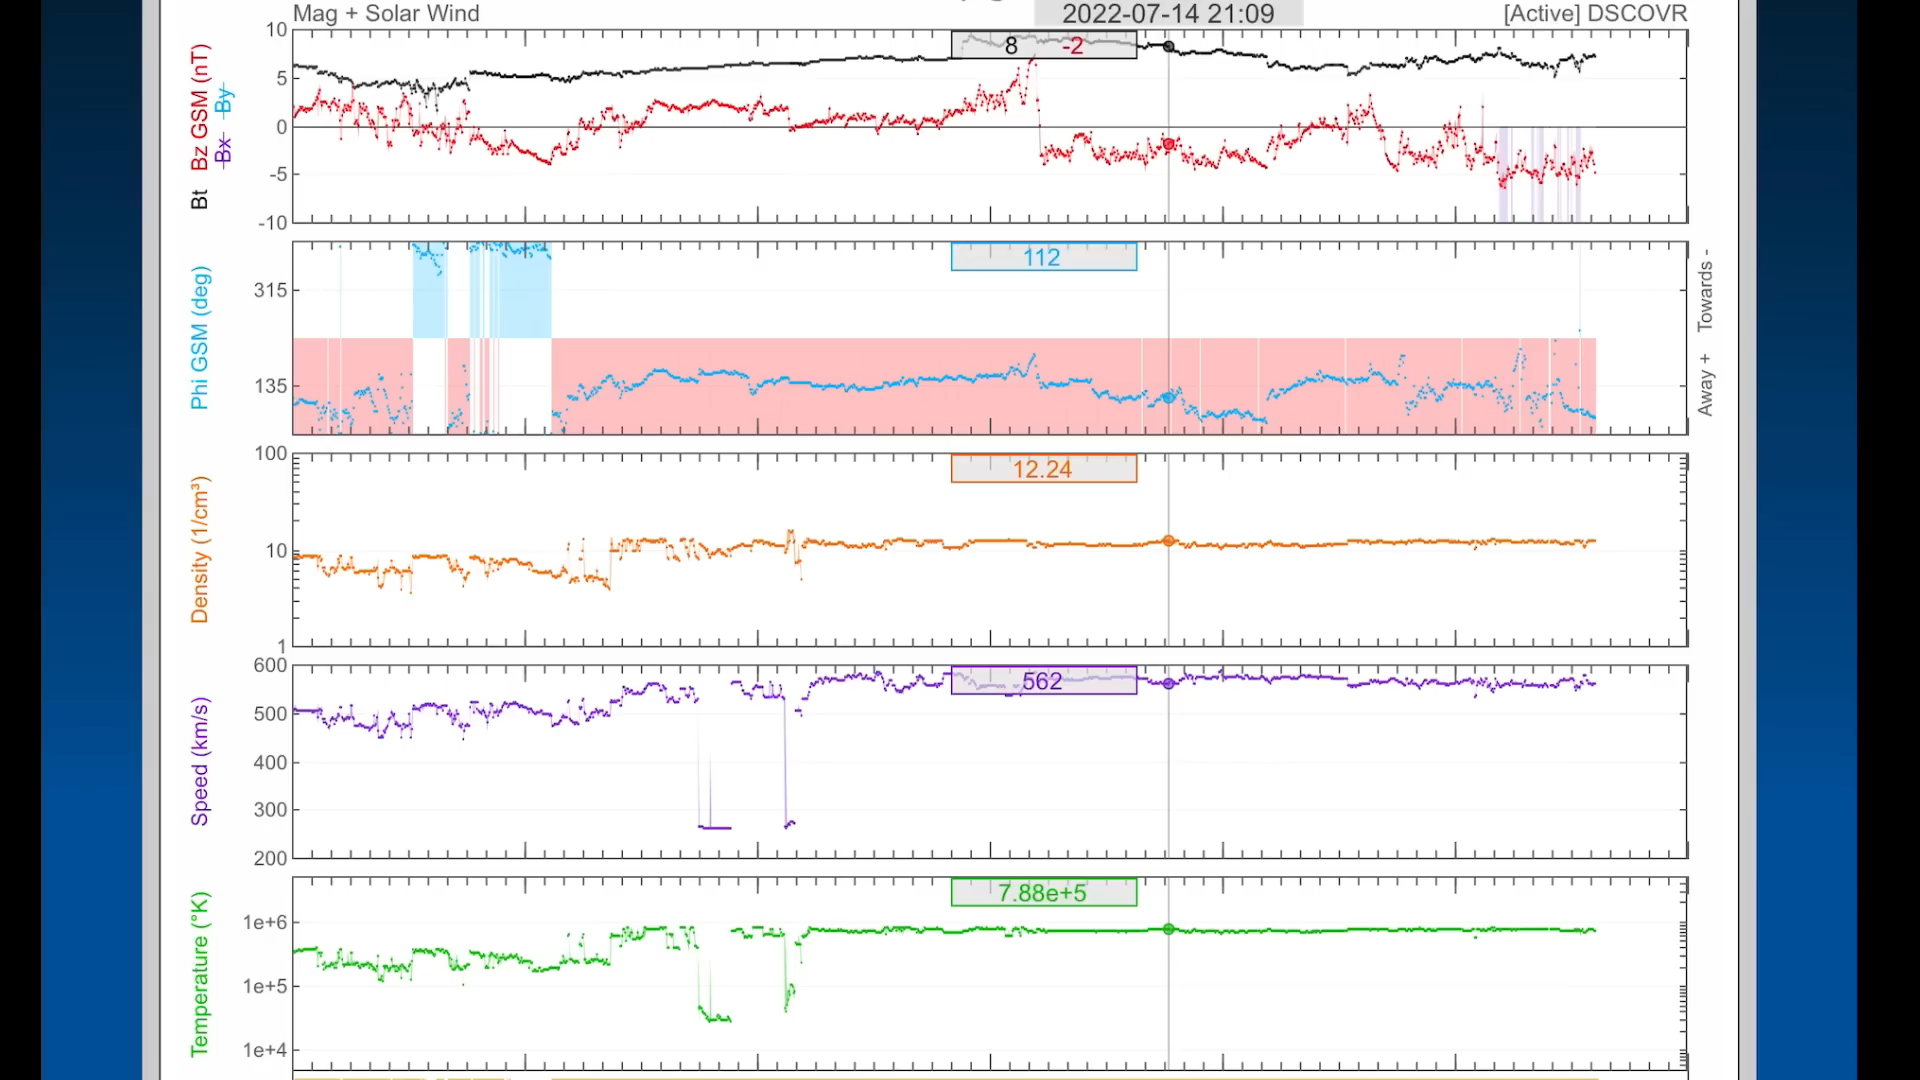 Mag + Solar Wind
2022-07-14 21:09
[Active] DSCOVR
Bt Bz GSM (nT)
Bx By
10
5
0
-5
-10
8 -2
Phi GSM (deg)
315
135
112
Away + Towards -
Density (1/cm³)
100
10
1
12.24
Speed (km/s)
600
500
400
300
200
562
Temperature (°K)
1e+6
1e+5
1e+4
7.88e+5